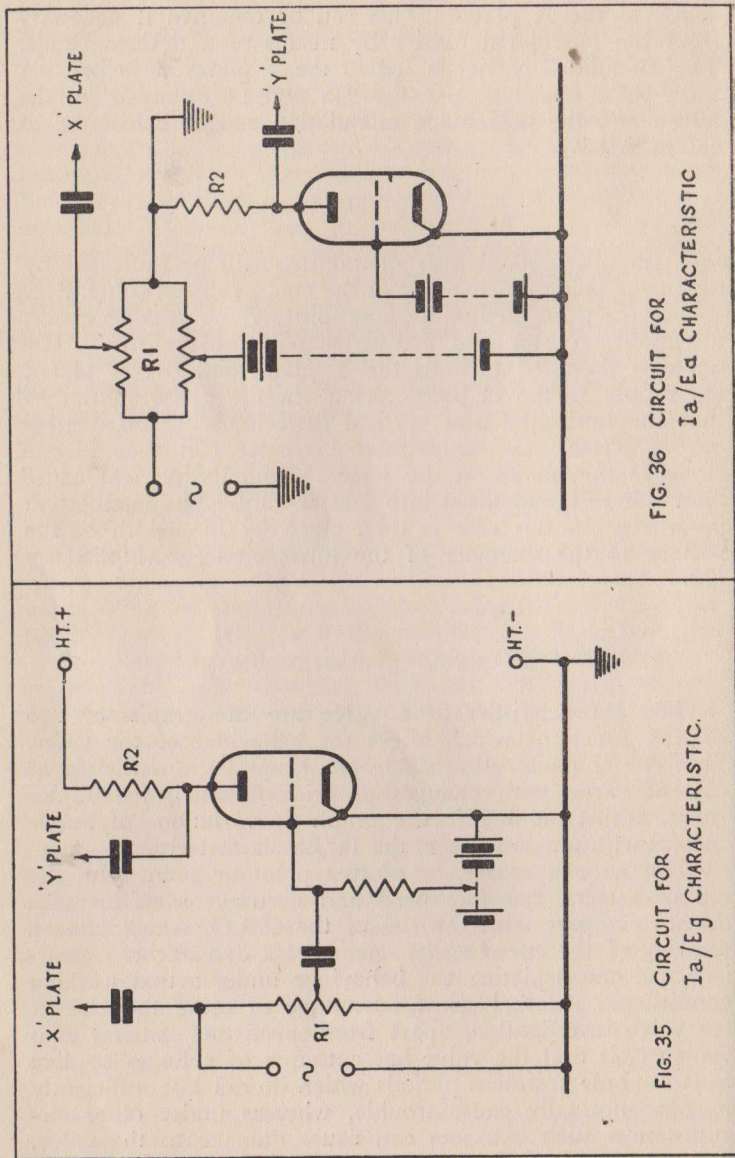 X PLATE
R1
R2
Y PLATE
∿
FIG. 36 CIRCUIT FOR
Ia/Ea CHARACTERISTIC
HT.+
R2
'Y' PLATE
'X' PLATE
R1
∿
HT.-
FIG. 35 CIRCUIT FOR
Ia/Eg CHARACTERISTIC.